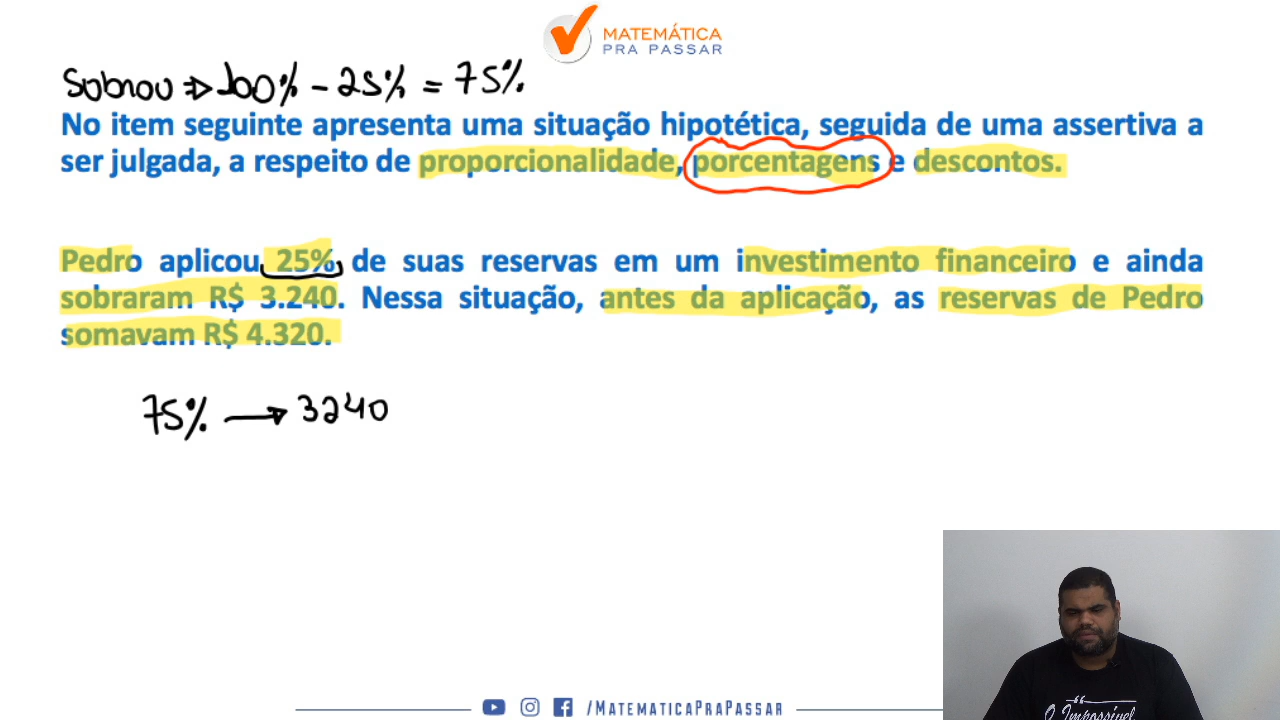 MATEMÁTICA
PRA PASSAR
Sobrou ⇒ 100% - 25% = 75%
No item seguinte apresenta uma situação hipotética, seguida de uma assertiva a
ser julgada, a respeito de proporcionalidade, porcentagens e descontos.
Pedro aplicou 25% de suas reservas em um investimento financeiro e ainda
sobraram R$ 3.240. Nessa situação, antes da aplicação, as reservas de Pedro
somavam R$ 4.320.
75% → 3240
O Impossível
/MATEMATICAPRAPASSAR